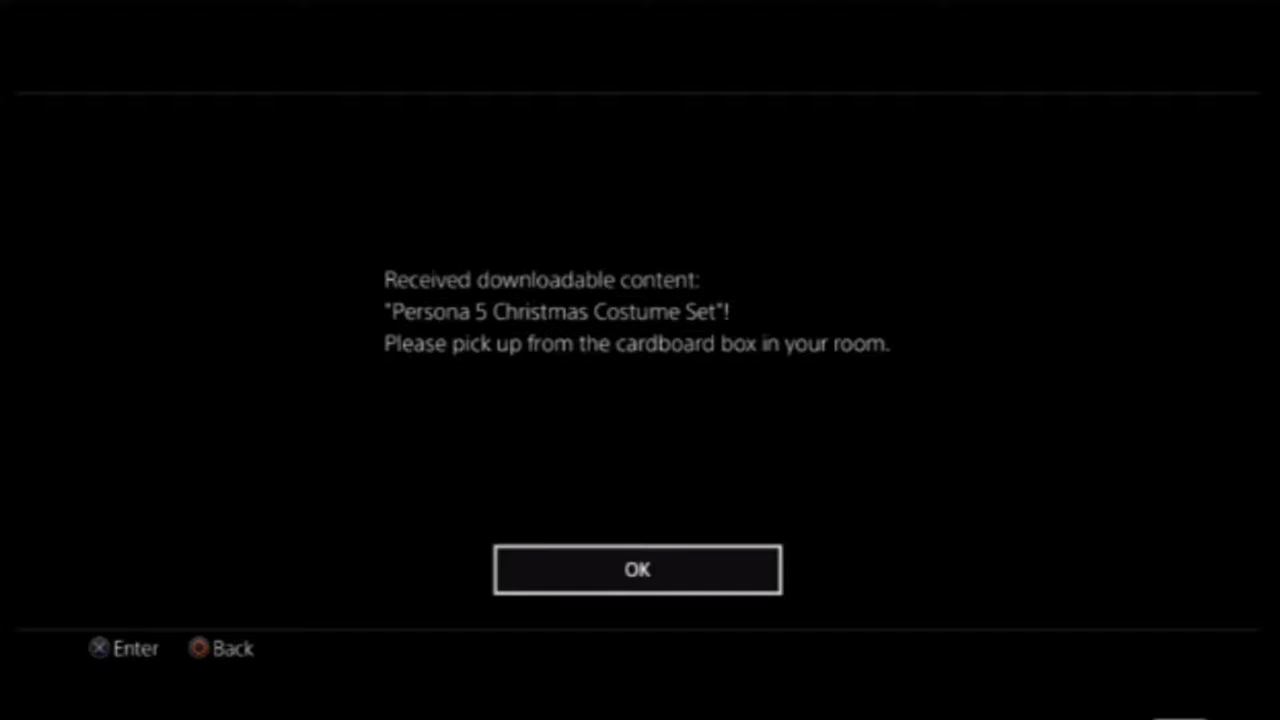 Received downloadable content:
"Persona 5 Christmas Costume Set"!
Please pick up from the cardboard box in your room.
OK
Enter Back